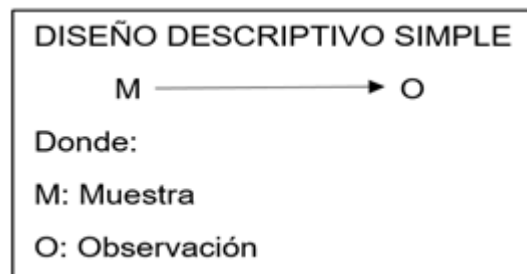 DISEÑO DESCRIPTIVO SIMPLE
M O
Donde:
M: Muestra
O: Observación